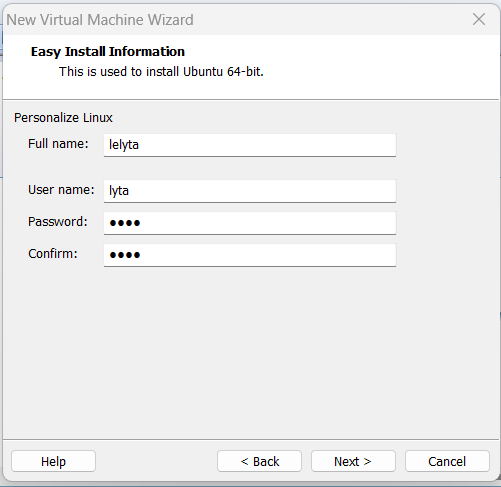 New Virtual Machine Wizard
Easy Install Information
This is used to install Ubuntu 64-bit.
Personalize Linux
Full name: lelyta
User name: lyta
Password: ●●●●
Confirm: ●●●●
Help < Back Next > Cancel